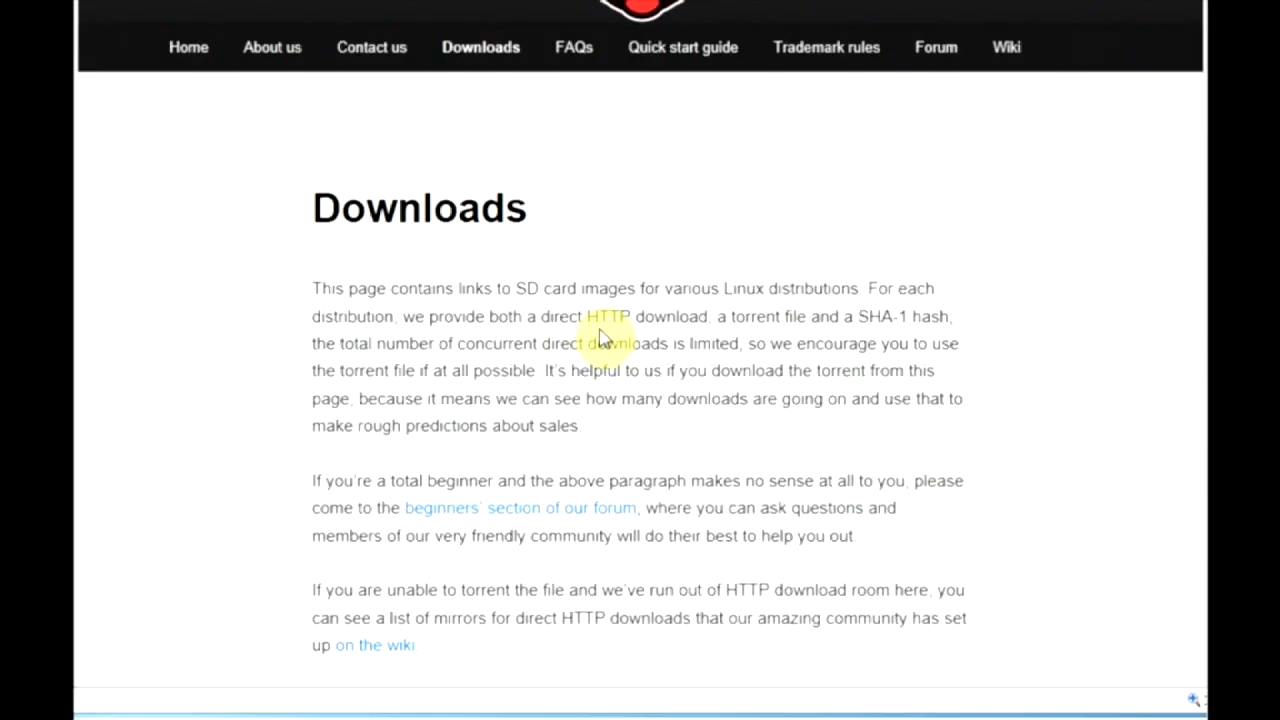 Home About us Contact us Downloads FAQs Quick start guide Trademark rules Forum Wiki
Downloads
This page contains links to SD card images for various Linux distributions. For each
distribution, we provide both a direct HTTP download, a torrent file and a SHA-1 hash,
the total number of concurrent direct downloads is limited, so we encourage you to use
the torrent file if at all possible. It's helpful to us if you download the torrent from this
page, because it means we can see how many downloads are going on and use that to
make rough predictions about sales.
If you're a total beginner and the above paragraph makes no sense at all to you, please
come to the beginners' section of our forum, where you can ask questions and
members of our very friendly community will do their best to help you out.
If you are unable to torrent the file and we've run out of HTTP download room here, you
can see a list of mirrors for direct HTTP downloads that our amazing community has set
up on the wiki